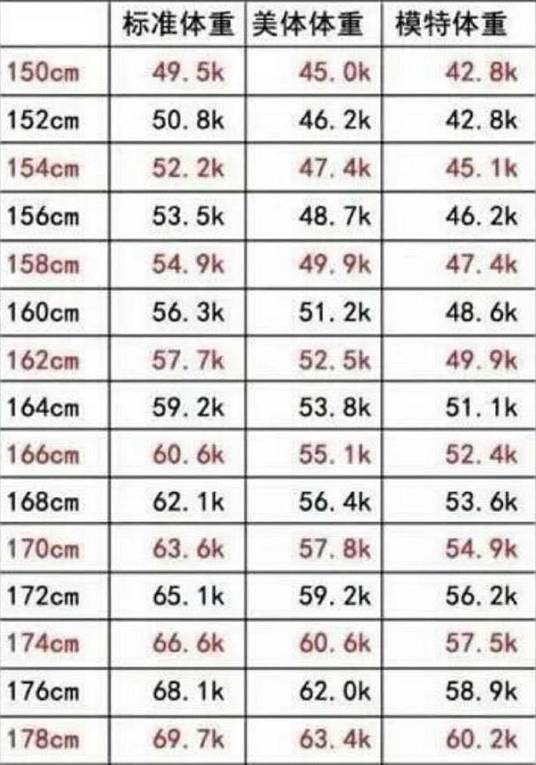 标准体重 美体体重 模特体重
150cm 49.5k 45.0k 42.8k
152cm 50.8k 46.2k 42.8k
154cm 52.2k 47.4k 45.1k
156cm 53.5k 48.7k 46.2k
158cm 54.9k 49.9k 47.4k
160cm 56.3k 51.2k 48.6k
162cm 57.7k 52.5k 49.9k
164cm 59.2k 53.8k 51.1k
166cm 60.6k 55.1k 52.4k
168cm 62.1k 56.4k 53.6k
170cm 63.6k 57.8k 54.9k
172cm 65.1k 59.2k 56.2k
174cm 66.6k 60.6k 57.5k
176cm 68.1k 62.0k 58.9k
178cm 69.7k 63.4k 60.2k